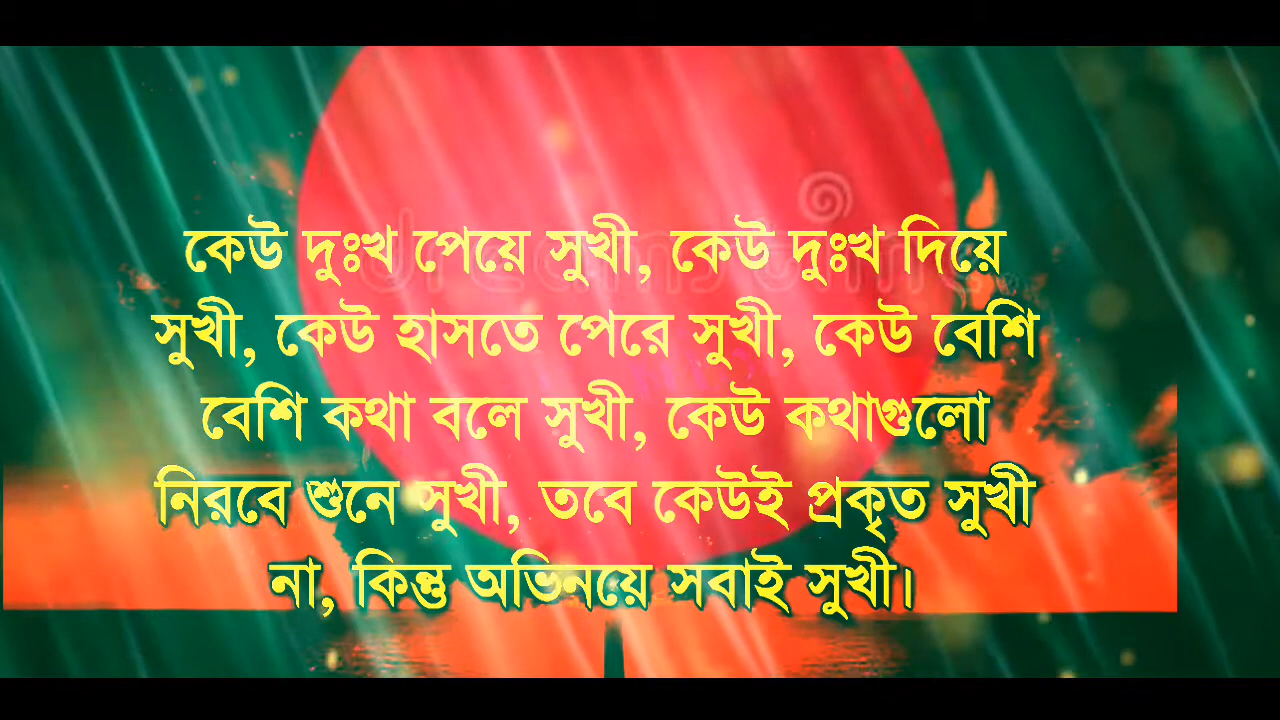 কেউ দুঃখ পেয়ে সুখী, কেউ দুঃখ দিয়ে
সুখী, কেউ হাসতে পেরে সুখী, কেউ বেশি
বেশি কথা বলে সুখী, কেউ কথাগুলো
নিরবে শুনে সুখী, তবে কেউই প্রকৃত সুখী
না, কিন্তু অভিনয়ে সবাই সুখী।